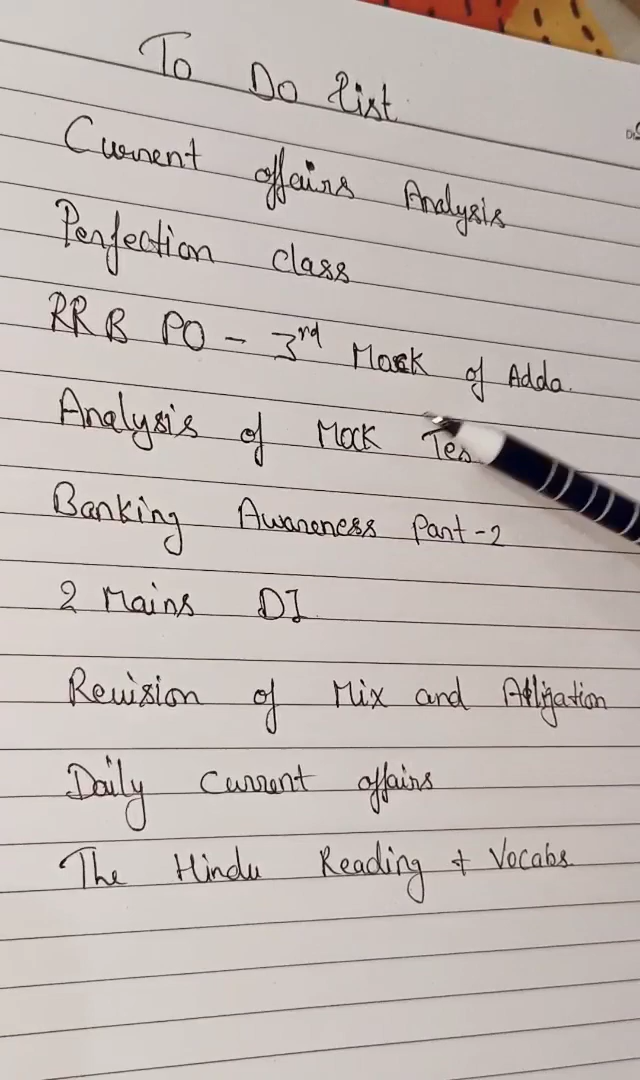 To Do List
Current affairs Analysis
Perfection class
RRB PO - 3rd Mock of Adda.
Analysis of Mock Tes
Banking Awareness Part-2
2 Mains DI
Revision of Mix and Alligation
Daily Current affairs
The Hindu Reading + Vocabs